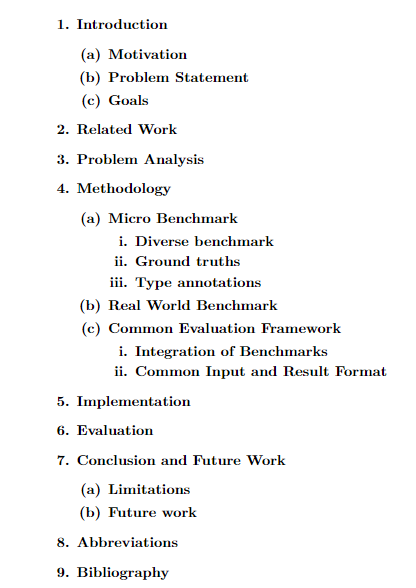 1. Introduction
(a) Motivation
(b) Problem Statement
(c) Goals
2. Related Work
3. Problem Analysis
4. Methodology
(a) Micro Benchmark
i. Diverse benchmark
ii. Ground truths
iii. Type annotations
(b) Real World Benchmark
(c) Common Evaluation Framework
i. Integration of Benchmarks
ii. Common Input and Result Format
5. Implementation
6. Evaluation
7. Conclusion and Future Work
(a) Limitations
(b) Future work
8. Abbreviations
9. Bibliography